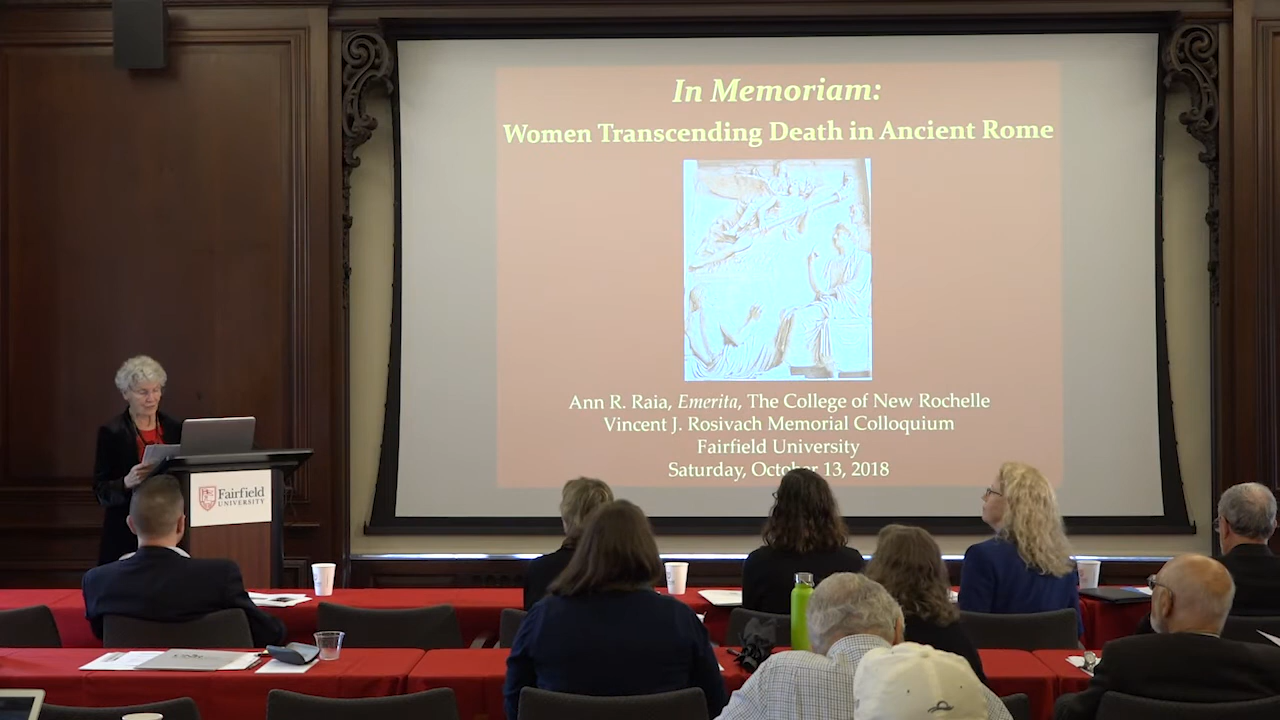 In Memoriam:
Women Transcending Death in Ancient Rome
Ann R. Raia, Emerita, The College of New Rochelle
Vincent J. Rosivach Memorial Colloquium
Fairfield University
Saturday, October 13, 2018
Fairfield
UNIVERSITY